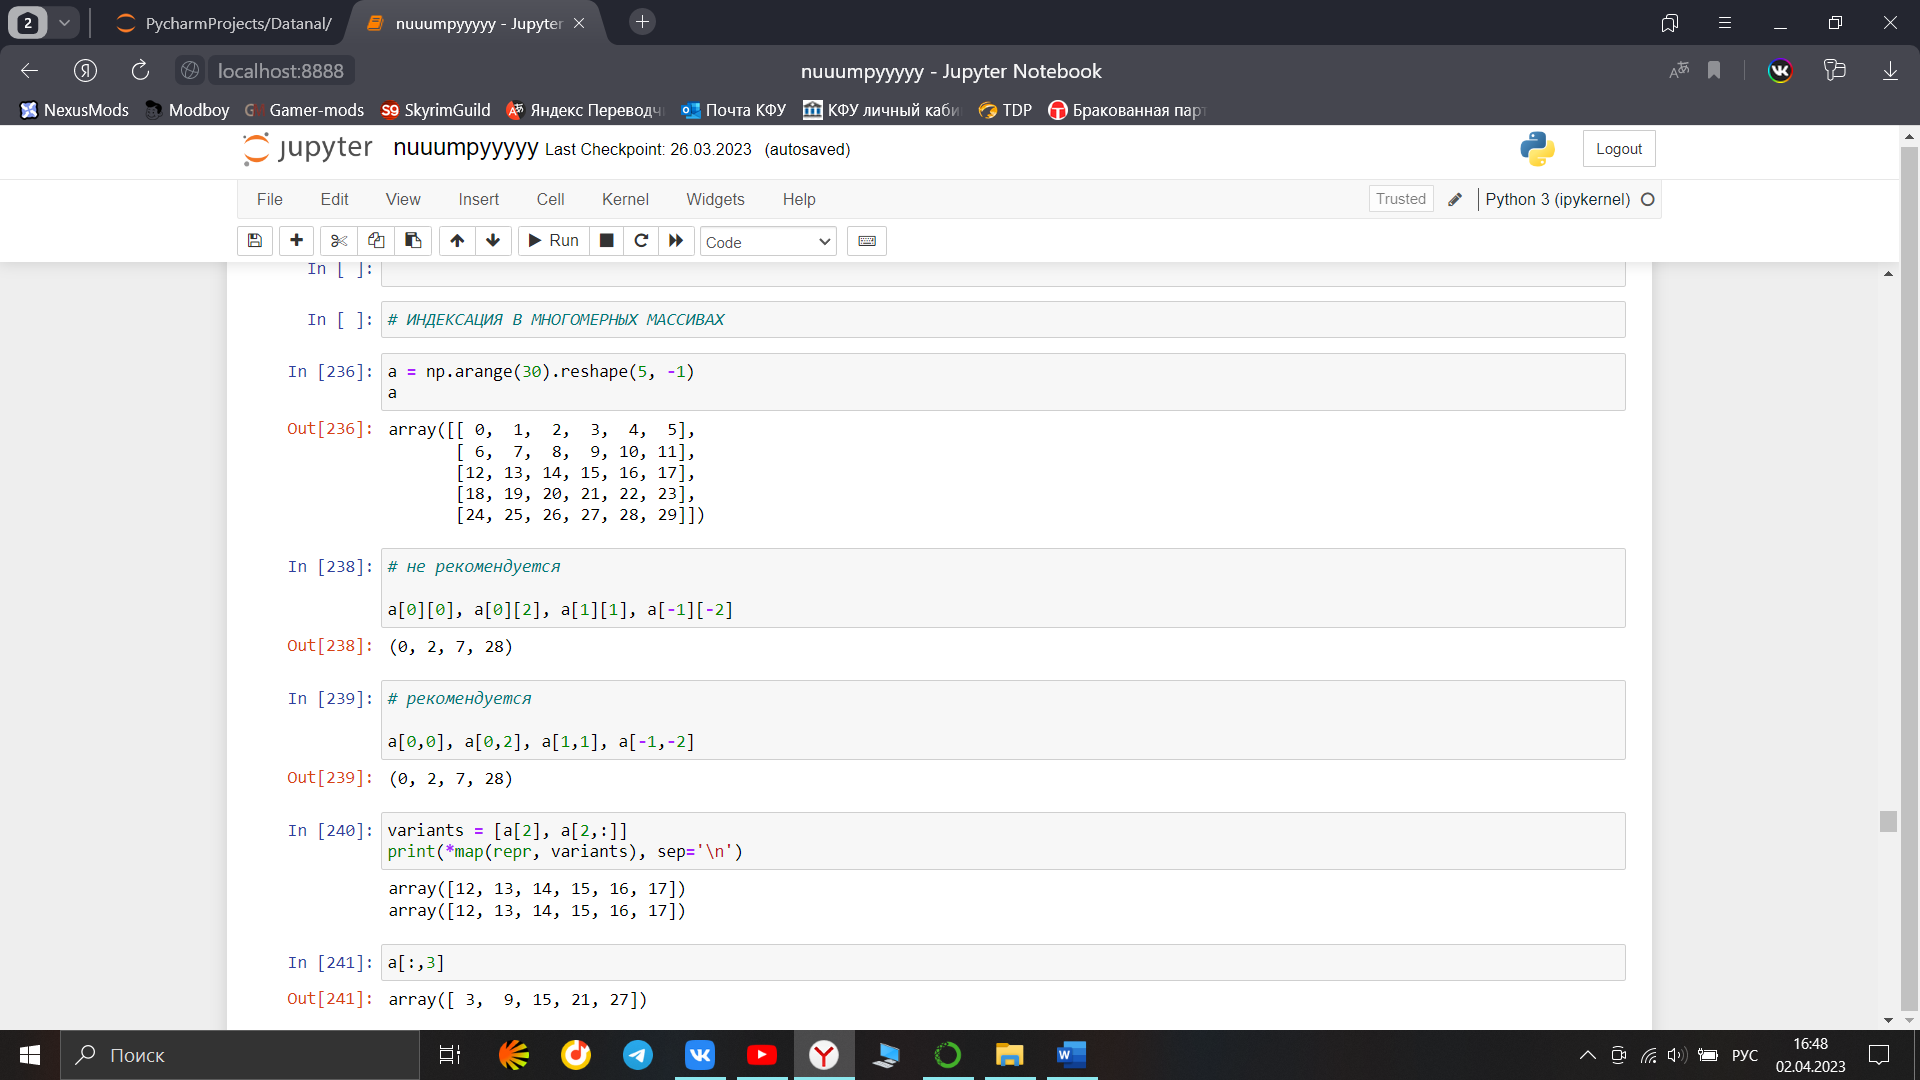 2
PycharmProjects/Datanal/
nuuumpyyyyy - Jupyter
Я
localhost:8888
nuuumpyyyyy - Jupyter Notebook
NexusMods
Modboy
Gamer-mods
S9 SkyrimGuild
Яндекс Переводч
Почта КФУ
КФУ личный каби
TDP
Бракованная пар
jupyter nuuumpyyyyy Last Checkpoint: 26.03.2023 (autosaved)
Logout
File Edit View Insert Cell Kernel Widgets Help
Trusted
Python 3 (ipykernel)
Run
Code
In [ ]:
In [ ]: # ИНДЕКСАЦИЯ В МНОГОМЕРНЫХ МАССИВАХ
In [236]: a = np.arange(30).reshape(5, -1)
a
Out[236]: array([[ 0,  1,  2,  3,  4,  5],
[ 6,  7,  8,  9, 10, 11],
[12, 13, 14, 15, 16, 17],
[18, 19, 20, 21, 22, 23],
[24, 25, 26, 27, 28, 29]])
In [238]: # не рекомендуется
a[0][0], a[0][2], a[1][1], a[-1][-2]
Out[238]: (0, 2, 7, 28)
In [239]: # рекомендуется
a[0,0], a[0,2], a[1,1], a[-1,-2]
Out[239]: (0, 2, 7, 28)
In [240]: variants = [a[2], a[2,:]]
print(*map(repr, variants), sep='\n')
array([12, 13, 14, 15, 16, 17])
array([12, 13, 14, 15, 16, 17])
In [241]: a[:,3]
Out[241]: array([ 3,  9, 15, 21, 27])
Поиск
РУС
16:48
02.04.2023